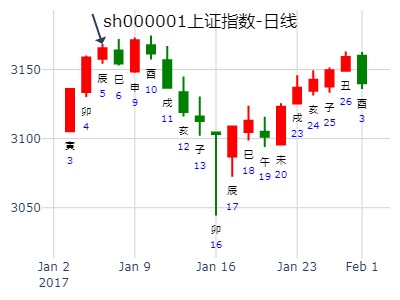 sh000001上证指数-日线
3150
3100
3050
寅
3
卯
4
辰
5
巳
6
申
9
酉
10
戌
11
亥
12
子
13
卯
16
辰
17
巳
18
午
19
未
20
戌
23
亥
24
子
25
丑
26
酉
3
Jan 2
2017
Jan 9
Jan 16
Jan 23
Feb 1